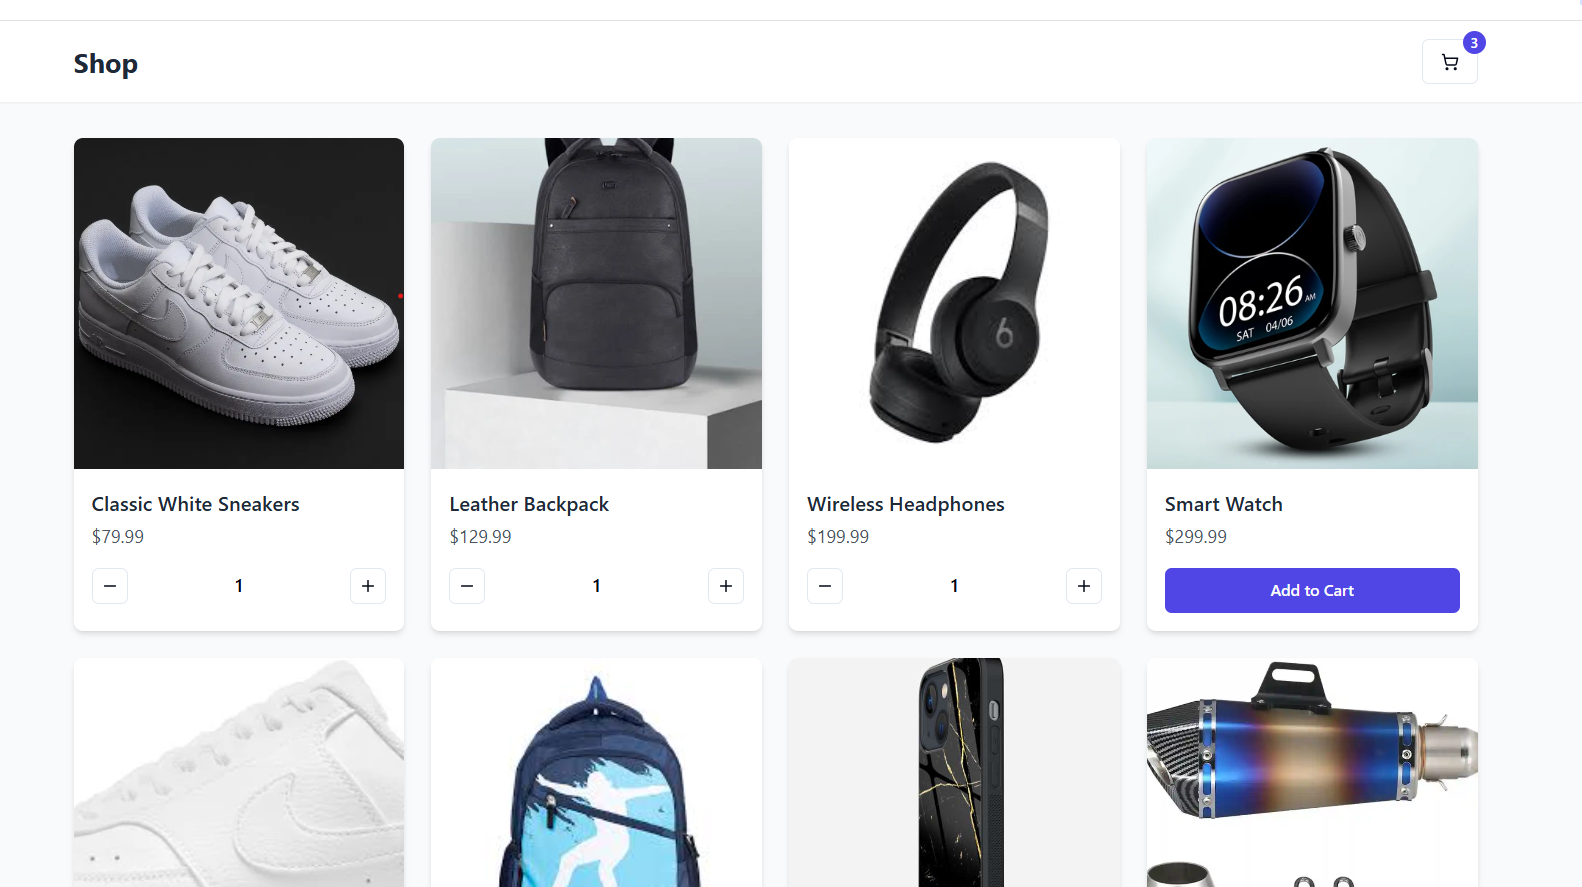 Shop
3
08:26 AM
SAT 04/06
Classic White Sneakers
$79.99
1
Leather Backpack
$129.99
1
Wireless Headphones
$199.99
1
Smart Watch
$299.99
Add to Cart